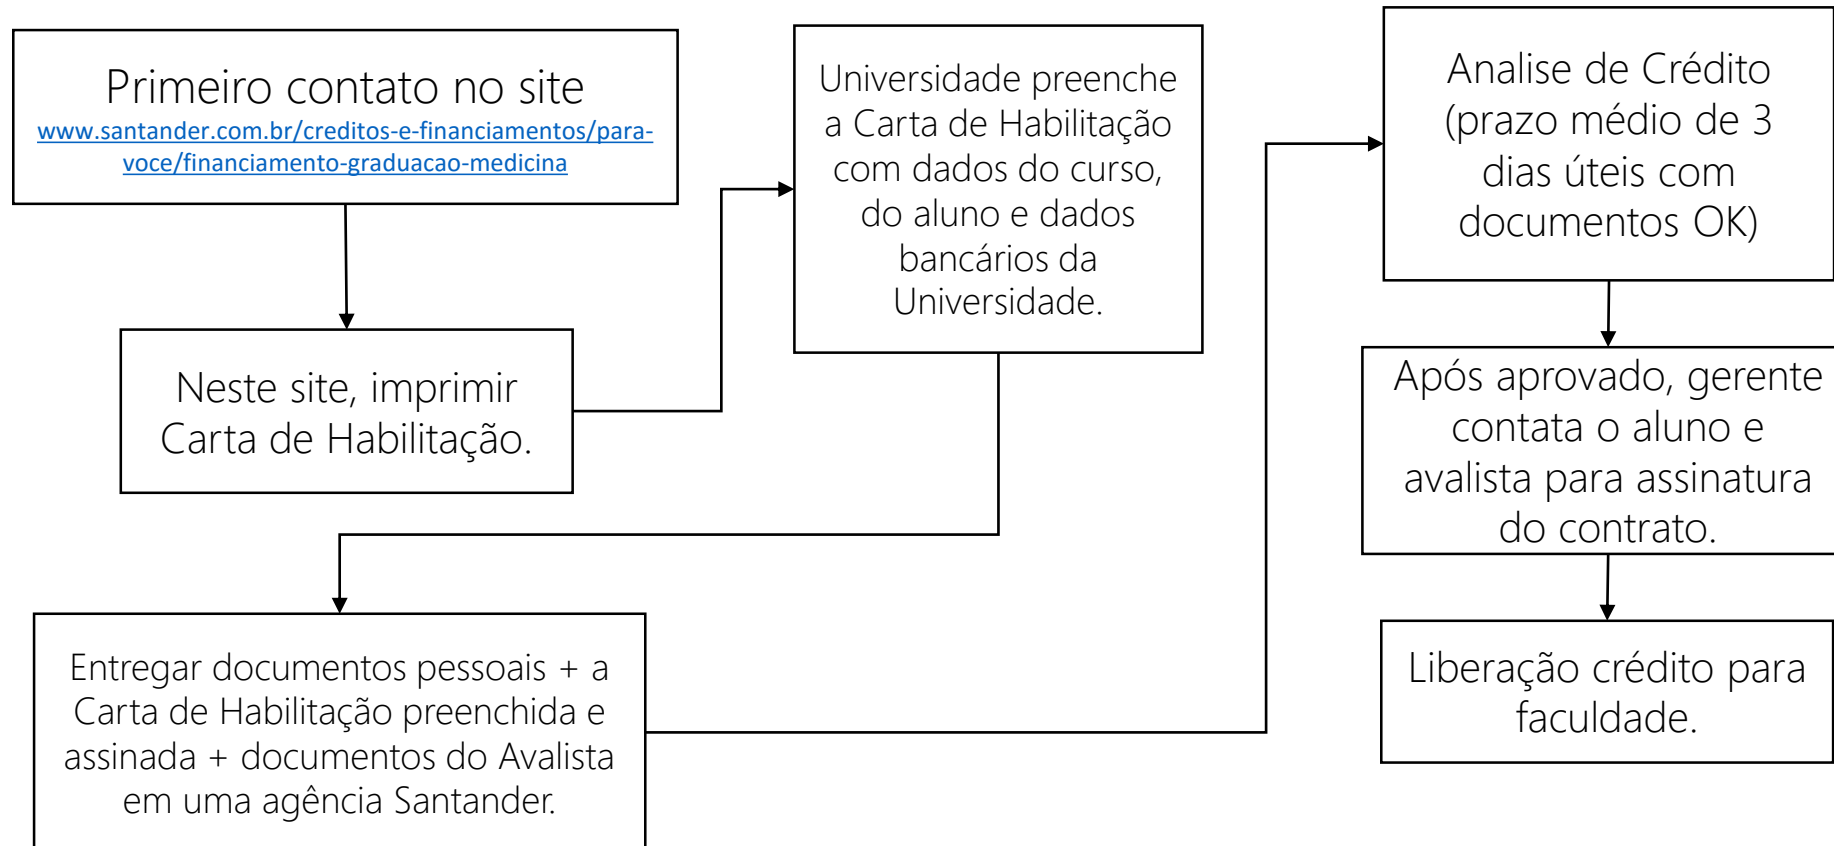 Primeiro contato no site
www.santander.com.br/creditos-e-financiamentos/para-
voce/financiamento-graduacao-medicina
Neste site, imprimir
Carta de Habilitação.
Universidade preenche
a Carta de Habilitação
com dados do curso,
do aluno e dados
bancários da
Universidade.
Entregar documentos pessoais + a
Carta de Habilitação preenchida e
assinada + documentos do Avalista
em uma agência Santander.
Analise de Crédito
(prazo médio de 3
dias úteis com
documentos OK)
Após aprovado, gerente
contata o aluno e
avalista para assinatura
do contrato.
Liberação crédito para
faculdade.